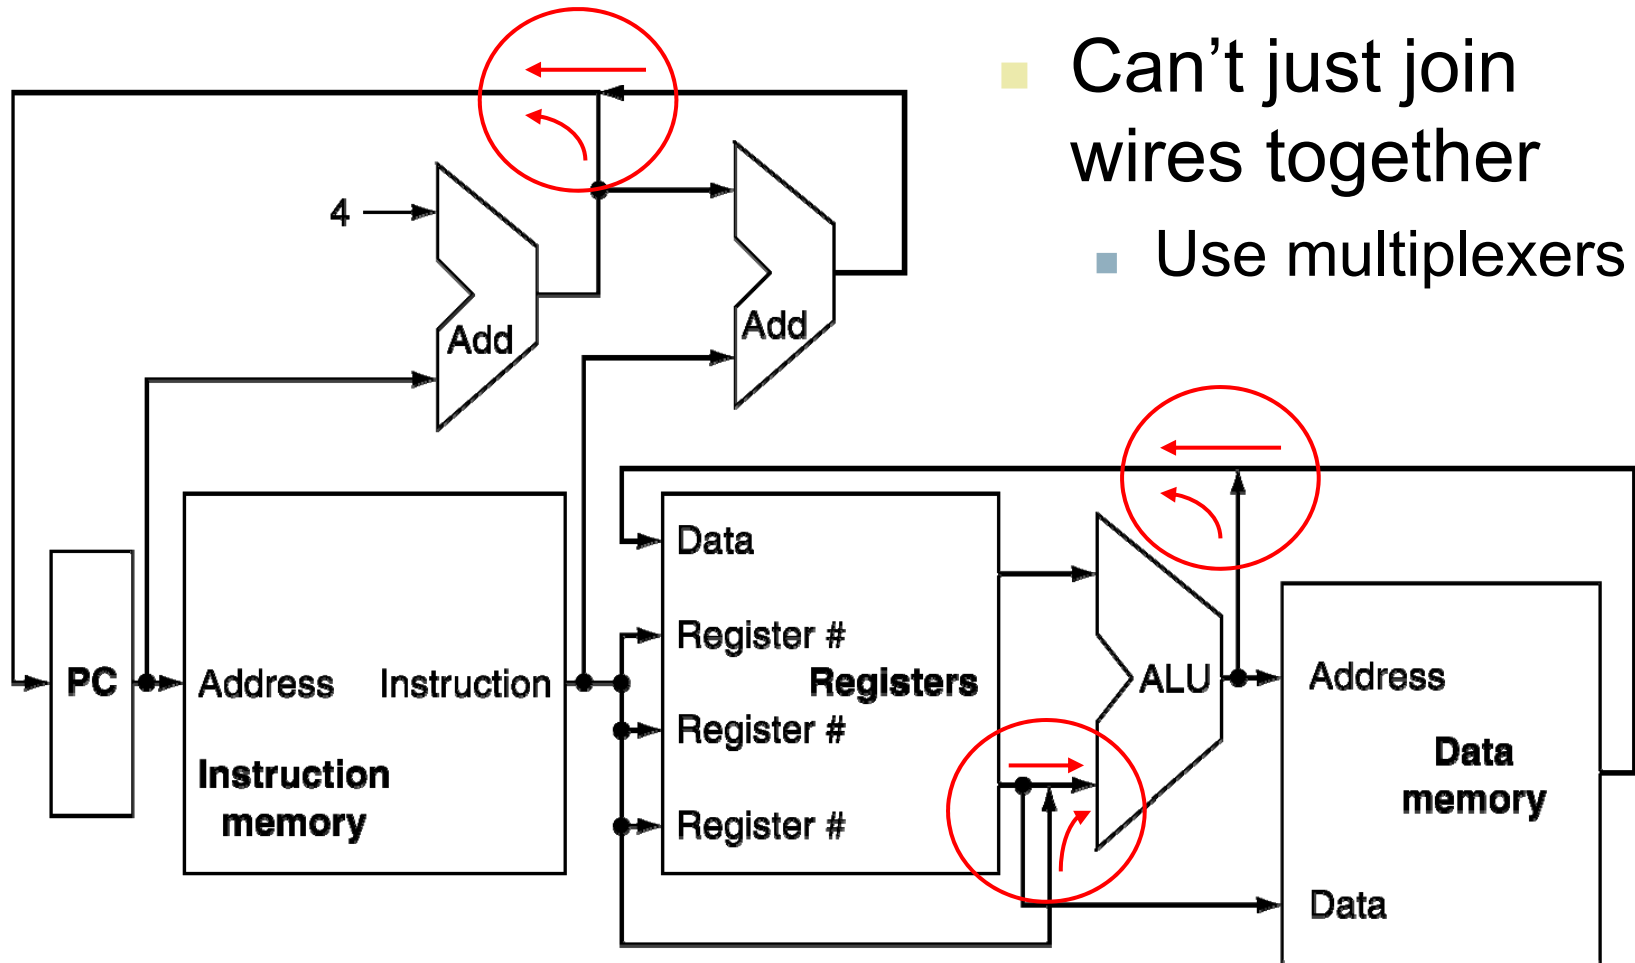 Can't just join
wires together
Use multiplexers
4
Add
Add
Data
Register #
PC
Address
Instruction
Registers
ALU
Address
Register #
Instruction
memory
Data
memory
Register #
Data